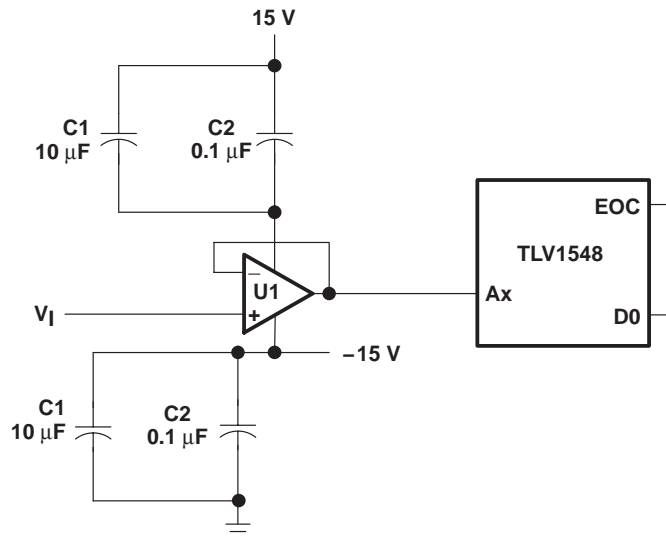 15 V
C1
10 μF
C2
0.1 μF
EOC
TLV1548
− U1
VI
+
Ax
D0
−15 V
C1
10 μF
C2
0.1 μF